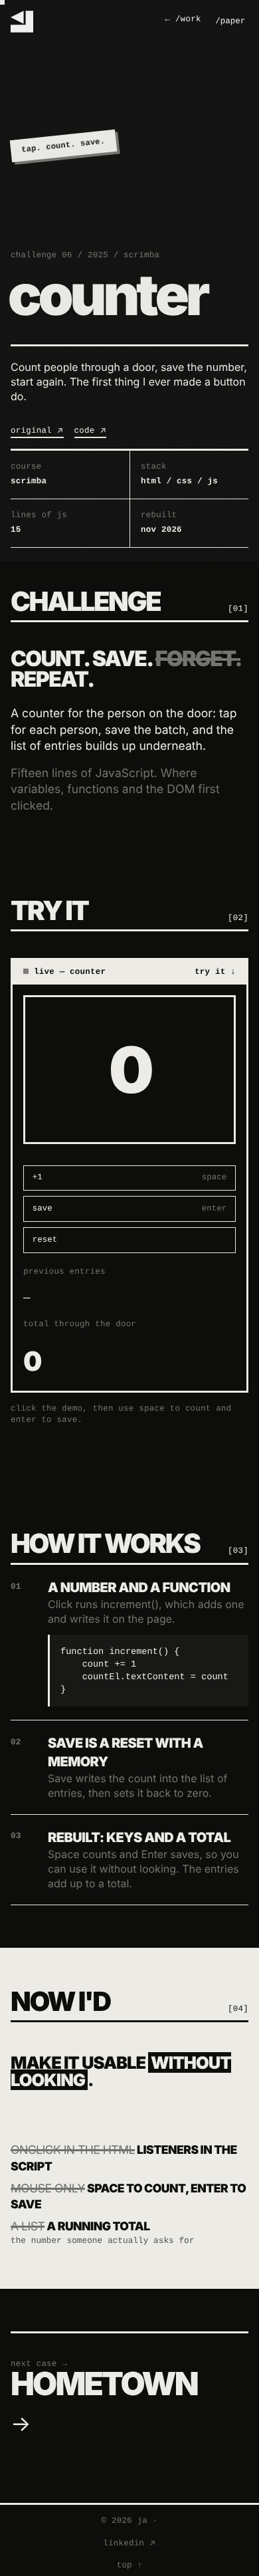 ← /work
/paper
tap. count. save.
challenge 06 / 2025 / scrimba
counter
Count people through a door, save the number,
start again. The first thing I ever made a button
do.
original ↗ code ↗
course
scrimba
stack
html / css / js
lines of js
15
rebuilt
nov 2026
CHALLENGE
[01]
COUNT. SAVE. FORGET.
REPEAT.
A counter for the person on the door: tap
for each person, save the batch, and the
list of entries builds up underneath.
Fifteen lines of JavaScript. Where
variables, functions and the DOM first
clicked.
TRY IT
[02]
live — counter
try it ↓
0
+1 space
save enter
reset
previous entries
—
total through the door
0
click the demo, then use space to count and
enter to save.
HOW IT WORKS
[03]
01
A NUMBER AND A FUNCTION
Click runs increment(), which adds one
and writes it on the page.
function increment() {
    count += 1
    countEl.textContent = count
}
02
SAVE IS A RESET WITH A
MEMORY
Save writes the count into the list of
entries, then sets it back to zero.
03
REBUILT: KEYS AND A TOTAL
Space counts and Enter saves, so you
can use it without looking. The entries
add up to a total.
NOW I'D
[04]
MAKE IT USABLE WITHOUT
LOOKING.
ONCLICK IN THE HTML LISTENERS IN THE
SCRIPT
MOUSE ONLY SPACE TO COUNT, ENTER TO
SAVE
A LIST A RUNNING TOTAL
the number someone actually asks for
next case →
HOMETOWN
→
© 2026 ja ·
linkedin ↗
top ↑